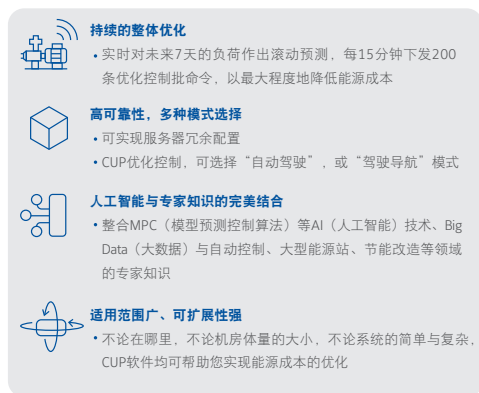 持续的整体优化
• 实时对未来7天的负荷作出滚动预测，每15分钟下发200
条优化控制批命令，以最大程度地降低能源成本
高可靠性，多种模式选择
• 可实现服务器冗余配置
• CUP优化控制，可选择“自动驾驶”，或“驾驶导航”模式
人工智能与专家知识的完美结合
• 整合MPC（模型预测控制算法）等AI（人工智能）技术、Big
Data（大数据）与自动控制、大型能源站、节能改造等领域
的专家知识
适用范围广、可扩展性强
• 不论在哪里，不论机房体量的大小，不论系统的简单与复杂，
CUP软件均可帮助您实现能源成本的优化